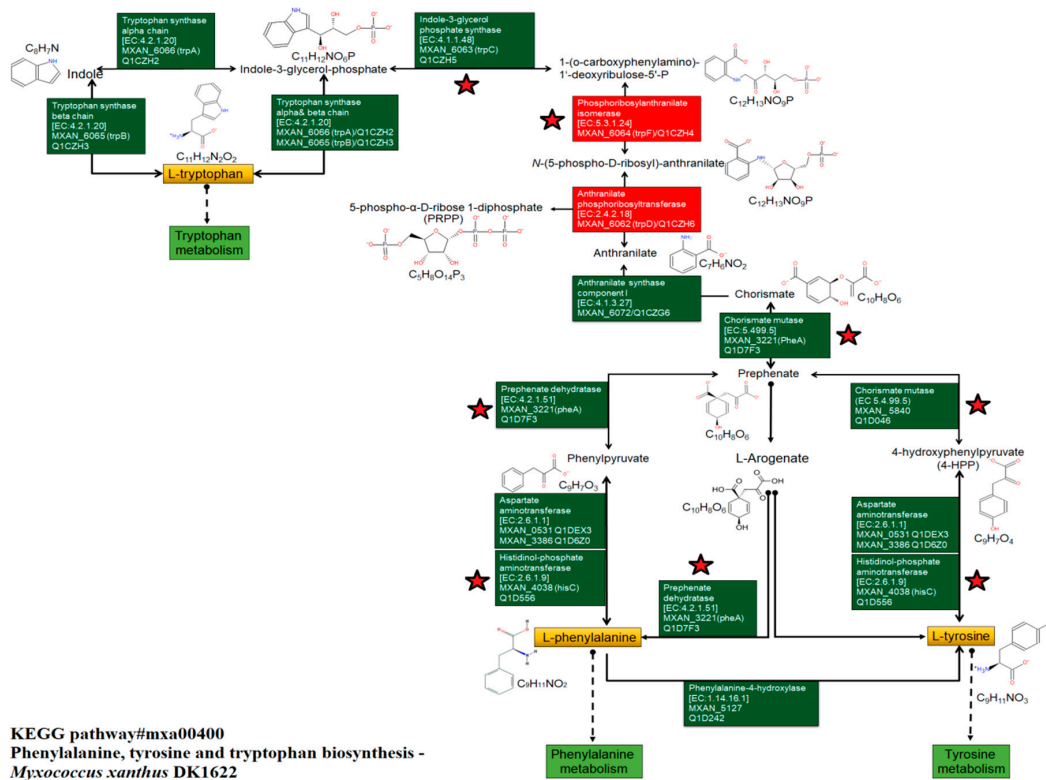 Tryptophan synthase
alpha chain
[EC:4.2.1.20]
MXAN_6066 (trpA)
Q1CZH2
C8H7N
Indole
C11H12NO6P
Indole-3-glycerol-phosphate
Indole-3-glycerol
phosphate synthase
[EC:4.1.1.48]
MXAN_6063 (trpC)
Q1CZH5
1-(o-carboxyphenylamino)-
1'-deoxyribulose-5'-P
C12H13NO9P
Tryptophan synthase
beta chain
[EC:4.2.1.20]
MXAN_6065 (trpB)
Q1CZH3
C11H12N2O2
Tryptophan synthase
alpha& beta chain
[EC:4.2.1.20]
MXAN_6066 (trpA)/Q1CZH2
MXAN_6065 (trpB)/Q1CZH3
Phosphoribosylanthranilate
isomerase
[EC:5.3.1.24]
MXAN_6064 (trpF)/Q1CZH4
L-tryptophan
N-(5-phospho-D-ribosyl)-anthranilate
C12H13NO9P
Tryptophan
metabolism
5-phospho-α-D-ribose 1-diphosphate
(PRPP)
C5H8O14P3
Anthranilate
phosphoribosyltransferase
[EC:2.4.2.18]
MXAN_6062 (trpD)/Q1CZH6
Anthranilate
C7H6NO2
Anthranilate synthase
component I
[EC:4.1.3.27]
MXAN_6072/Q1CZG6
Chorismate
C10H8O6
Chorismate mutase
[EC:5.499.5]
MXAN_3221(PheA)
Q1D7F3
Prephenate
C10H8O6
Prephenate dehydratase
[EC:4.2.1.51]
MXAN_3221(pheA)
Q1D7F3
Chorismate mutase
(EC 5.4.99.5)
MXAN_5840
Q1D046
Phenylpyruvate
C9H7O3
L-Arogenate
C10H8O6
4-hydroxyphenylpyruvate
(4-HPP)
C9H7O4
Aspartate
aminotransferase
[EC:2.6.1.1]
MXAN_0531 Q1DEX3
MXAN_3386 Q1D6Z0
Histidinol-phosphate
aminotransferase
[EC:2.6.1.9]
MXAN_4038 (hisC)
Q1D556
Prephenate
dehydratase
[EC:4.2.1.51]
MXAN_3221(pheA)
Q1D7F3
Aspartate
aminotransferase
[EC:2.6.1.1]
MXAN_0531 Q1DEX3
MXAN_3386 Q1D6Z0
Histidinol-phosphate
aminotransferase
[EC:2.6.1.9]
MXAN_4038 (hisC)
Q1D556
L-phenylalanine
L-tyrosine
C9H11NO2
C9H11NO3
Phenylalanine-4-hydroxylase
[EC:1.14.16.1]
MXAN_5127
Q1D242
Phenylalanine
metabolism
Tyrosine
metabolism
KEGG pathway#mxa00400
Phenylalanine, tyrosine and tryptophan biosynthesis -
Myxococcus xanthus DK1622